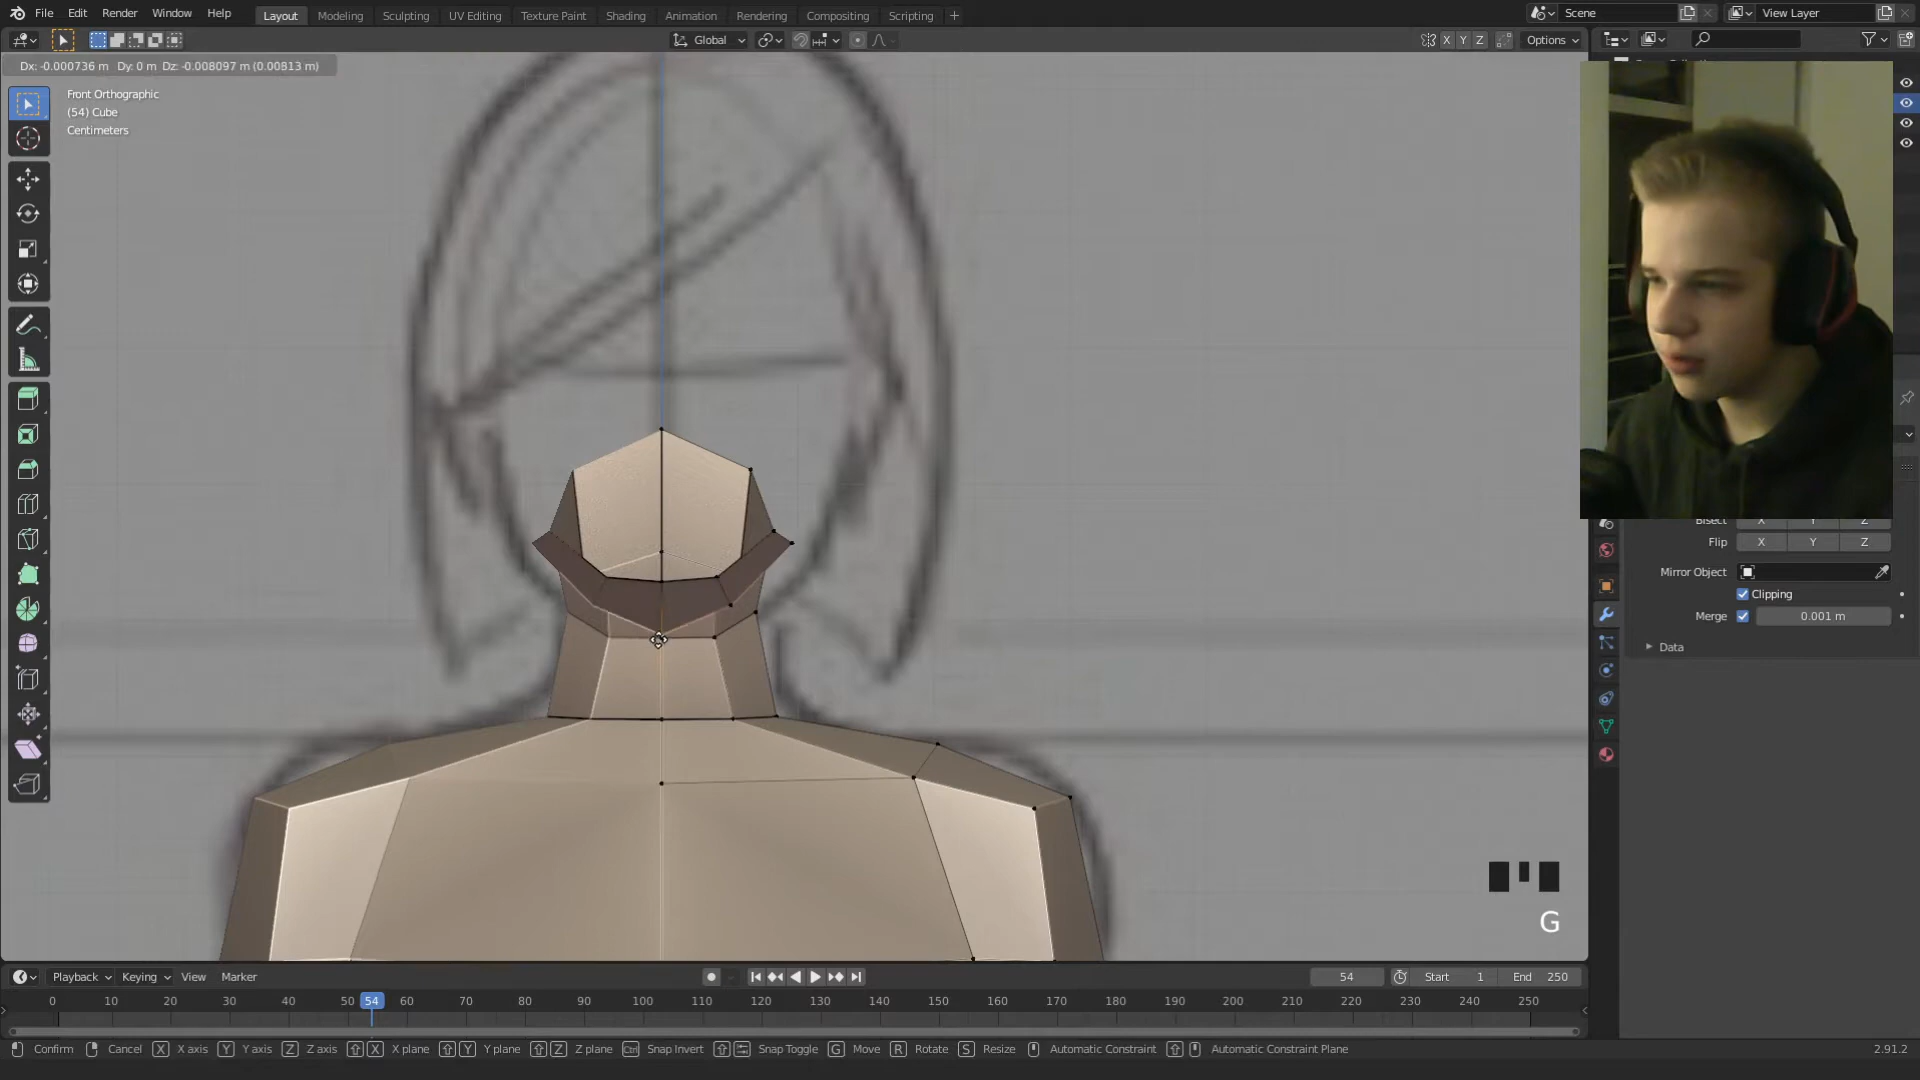 File Edit Render Window Help Layout Modeling Sculpting UV Editing Texture Paint Shading Animation Rendering Compositing Scripting + Scene View Layer
Global X Y Z Options
Dx: -0.000736 m Dy: 0 m Dz: -0.008097 m (0.00813 m)
Front Orthographic
(54) Cube
Centimeters
Bisect X Y Z
Flip X Y Z
Mirror Object
Clipping
Merge 0.001 m
Data
G
Playback Keying View Marker 54 Start 1 End 250
0 10 20 30 40 50 54 60 70 80 90 100 110 120 130 140 150 160 170 180 190 200 210 220 230 240 250
Confirm Cancel X X axis Y Y axis Z Z axis X X plane Y Y plane Z Z plane Ctrl Snap Invert Snap Toggle G Move R Rotate S Resize Automatic Constraint Automatic Constraint Plane 2.91.2